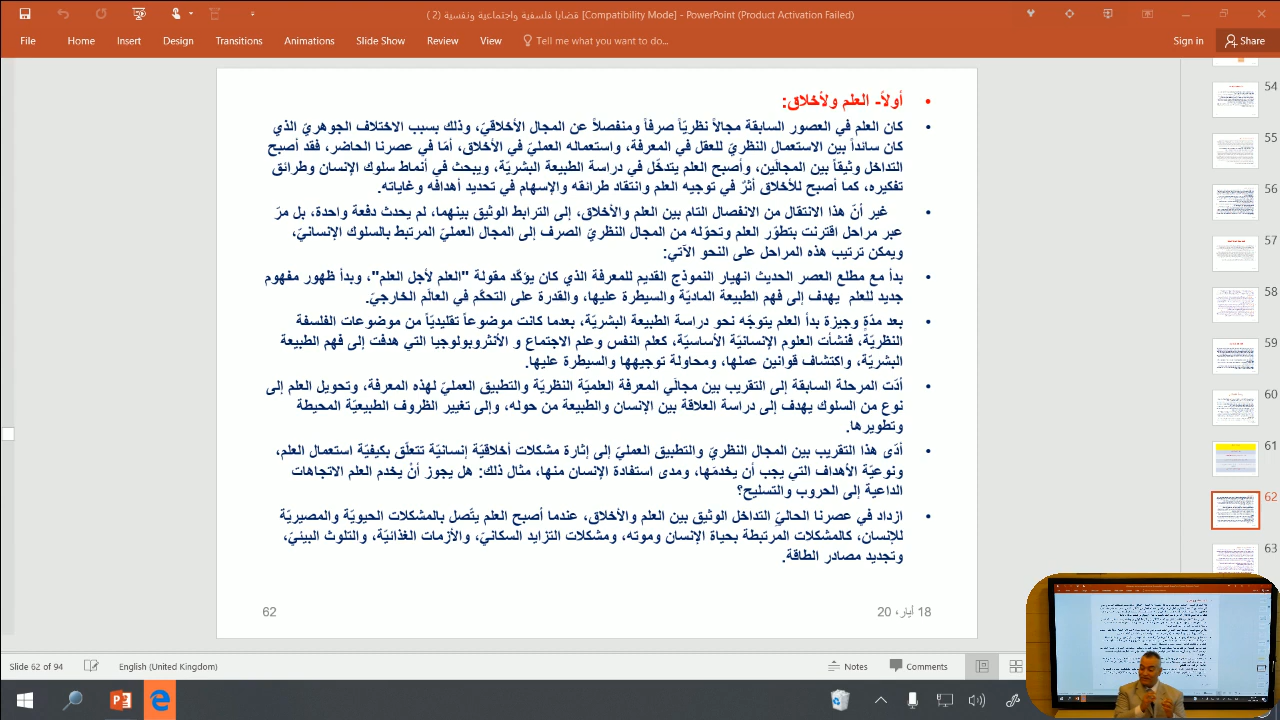 قضايا فلسفية واجتماعية ونفسية (2) [Compatibility Mode] - PowerPoint (Product Activation Failed)
File Home Insert Design Transitions Animations Slide Show Review View Tell me what you want to do... Sign in Share
أولاً- العلم ولأخلاق:
كان العلم في العصور السابقة مجالاً نظريّاً صرفاً ومنفصلاً عن المجال الأخلاقيّ، وذلك بسبب الاختلاف الجوهريّ الذي
كان سائداً بين الاستعمال النظريّ للعقل في المعرفة، واستعماله العمليّ في الأخلاق، أمّا في عصرنا الحاضر، فقد أصبح
التداخل وثيقاً بين المجالين، وأصبح العلم يتدخّل في دراسة الطبيعة البشريّة، ويبحث في أنماط سلوك الإنسان وطرائق
تفكيره، كما أصبح للأخلاق أثرٌ في توجيه العلم وانتقاد طرائقه والإسهام في تحديد أهدافه وغاياته.
غير أنّ هذا الانتقال من الانفصال التام بين العلم والأخلاق، إلى الترابط الوثيق بينهما، لم يحدث دفعة واحدة، بل مرّ
عبر مراحل اقترنت بتطوّر العلم وتحوّله من المجال النظريّ الصرف إلى المجال العمليّ المرتبط بالسلوك الإنسانيّ،
ويمكن ترتيب هذه المراحل على النحو الآتي:
بدأ مع مطلع العصر الحديث انهيار النموذج القديم للمعرفة الذي كان يؤكّد مقولة "العلم لأجل العلم"، وبدأ ظهور مفهوم
جديد للعلم يهدف إلى فهم الطبيعة الماديّة والسيطرة عليها، والقدرة على التحكّم في العالَم الخارجيّ.
بعد مدّةٍ وجيزة بدأ العلم يتوجّه نحو دراسة الطبيعة البشريّة، بعدما كانت موضوعاً تقليديّاً من موضوعات الفلسفة
النظريّة، فنشأت العلوم الإنسانيّة الأساسيّة، كعلم النفس وعلم الاجتماع و الأنثروبولوجيا التي هدفت إلى فهم الطبيعة
البشريّة، واكتشاف قوانين عملها، ومحاولة توجيهها والسيطرة عليها.
أدّت المرحلة السابقة إلى التقريب بين مجالَي المعرفة العلميّة النظريّة والتطبيق العمليّ لهذه المعرفة، وتحويل العلم إلى
نوع من السلوك يهدف إلى دراسة العلاقة بين الإنسان والطبيعة من حوله، وإلى تغيير الظروف الطبيعيّة المحيطة
وتطويرها.
أدّى هذا التقريب بين المجال النظريّ والتطبيق العمليّ إلى إثارة مشكلات أخلاقيّة إنسانيّة تتعلّق بكيفيّة استعمال العلم،
ونوعيّة الأهداف التي يجب أن يخدمَها، ومدى استفادة الإنسان منها، مثال ذلك: هل يجوز أنْ يخدم العلم الاتجاهات
الداعية إلى الحروب والتسليح؟
ازداد في عصرنا الحاليّ التداخل الوثيق بين العلم والأخلاق، عندما أصبح العلم يتّصل بالمشكلات الحيويّة والمصيريّة
للإنسان، كالمشكلات المرتبطة بحياة الإنسان وموته، ومشكلات التزايد السكانيّ، والأزمات الغذائيّة، والتلوث البينيّ،
وتجديد مصادر الطاقة.
18 أيار، 20
62
54
55
56
57
58
59
60
61
62
63
Slide 62 of 94 English (United Kingdom) Notes Comments